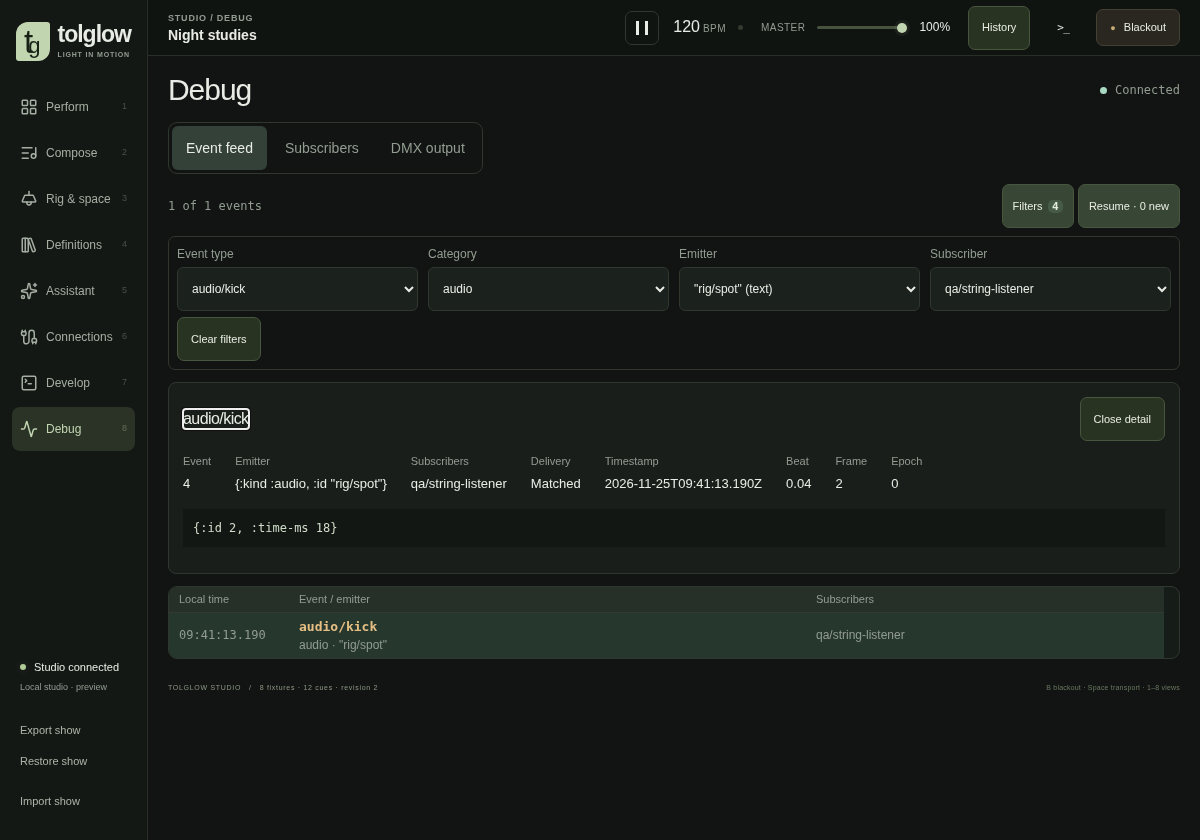 tg tolglow
LIGHT IN MOTION
Perform 1
Compose 2
Rig & space 3
Definitions 4
Assistant 5
Connections 6
Develop 7
Debug 8
Studio connected
Local studio · preview
Export show
Restore show
Import show
STUDIO / DEBUG
Night studies
120 BPM
MASTER
100%
History
>_
Blackout
Debug
Connected
Event feed
Subscribers
DMX output
1 of 1 events
Filters 4
Resume · 0 new
Event type
Category
Emitter
Subscriber
audio/kick
audio
"rig/spot" (text)
qa/string-listener
Clear filters
audio/kick
Close detail
Event Emitter Subscribers Delivery Timestamp Beat Frame Epoch
4 {:kind :audio, :id "rig/spot"} qa/string-listener Matched 2026-11-25T09:41:13.190Z 0.04 2 0
{:id 2, :time-ms 18}
Local time Event / emitter Subscribers
09:41:13.190 audio/kick qa/string-listener
audio · "rig/spot"
TOLGLOW STUDIO / 8 fixtures · 12 cues · revision 2
B blackout · Space transport · 1–8 views